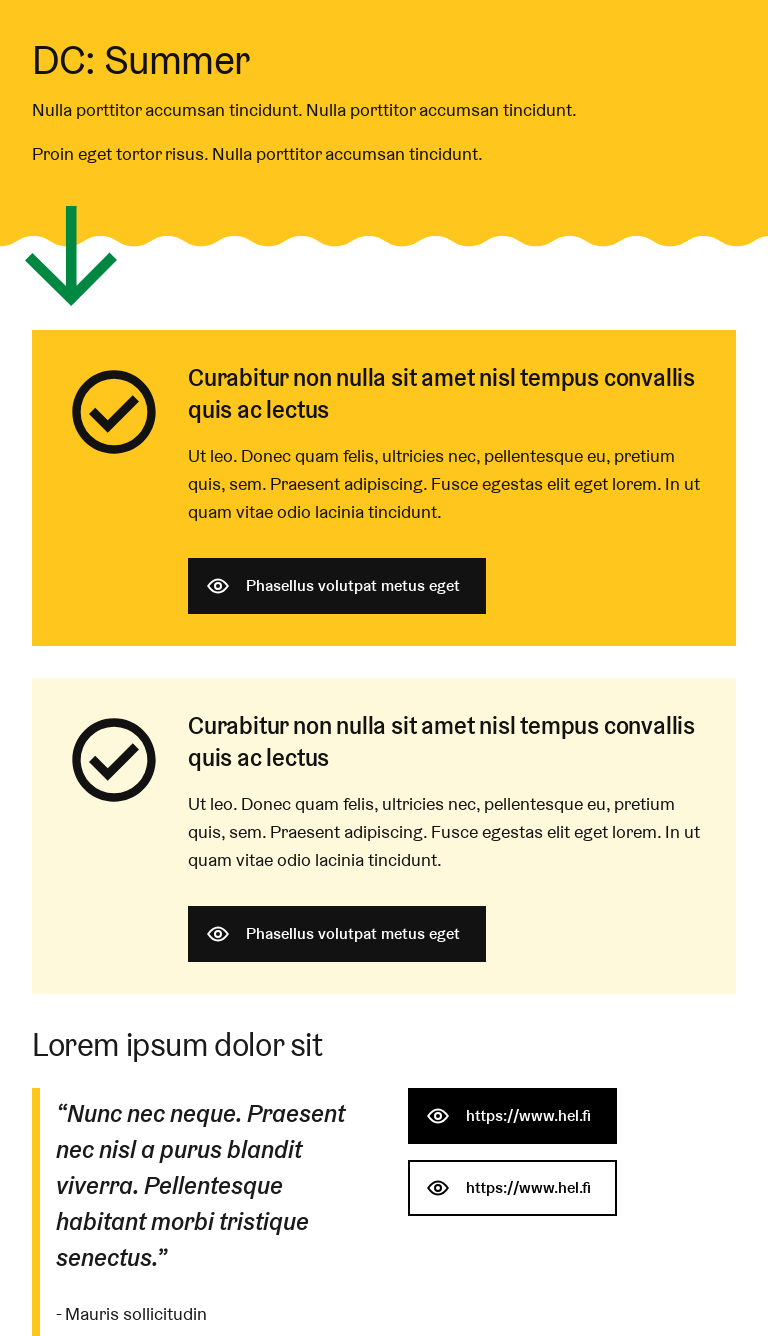 DC: Summer
Nulla porttitor accumsan tincidunt. Nulla porttitor accumsan tincidunt.
Proin eget tortor risus. Nulla porttitor accumsan tincidunt.
Curabitur non nulla sit amet nisl tempus convallis
quis ac lectus
Ut leo. Donec quam felis, ultricies nec, pellentesque eu, pretium
quis, sem. Praesent adipiscing. Fusce egestas elit eget lorem. In ut
quam vitae odio lacinia tincidunt.
Phasellus volutpat metus eget
Curabitur non nulla sit amet nisl tempus convallis
quis ac lectus
Ut leo. Donec quam felis, ultricies nec, pellentesque eu, pretium
quis, sem. Praesent adipiscing. Fusce egestas elit eget lorem. In ut
quam vitae odio lacinia tincidunt.
Phasellus volutpat metus eget
Lorem ipsum dolor sit
“Nunc nec neque. Praesent
nec nisl a purus blandit
viverra. Pellentesque
habitant morbi tristique
senectus.”
- Mauris sollicitudin
https://www.hel.fi
https://www.hel.fi